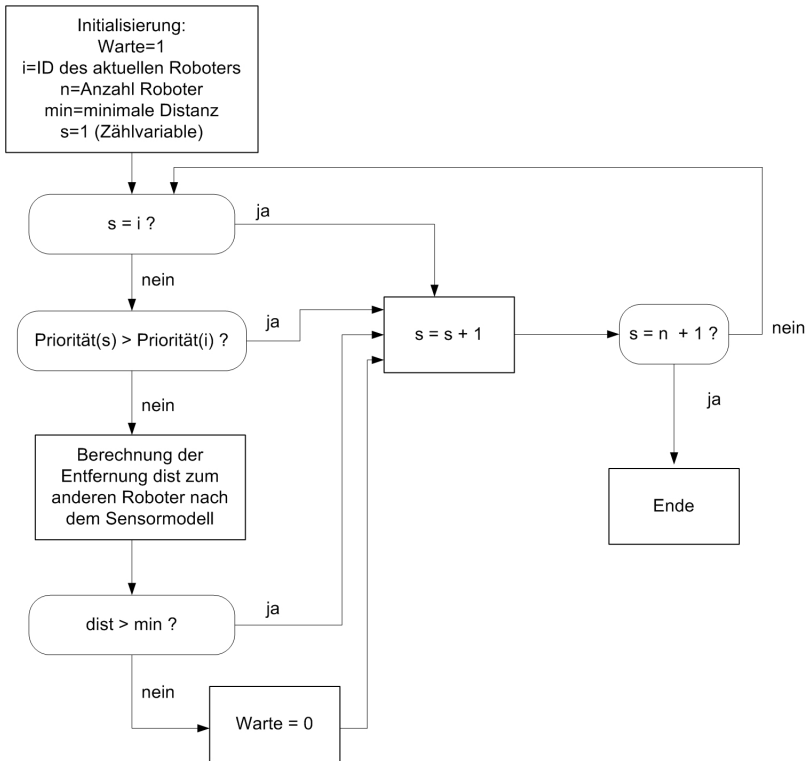 Initialisierung:
Warte=1
i=ID des aktuellen Roboters
n=Anzahl Roboter
min=minimale Distanz
s=1 (Zählvariable)
s = i ?
ja
nein
Priorität(s) > Priorität(i) ?
ja
s = s + 1
s = n + 1 ?
nein
nein
ja
Berechnung der
Entfernung dist zum
anderen Roboter nach
dem Sensormodell
Ende
dist > min ?
ja
nein
Warte = 0